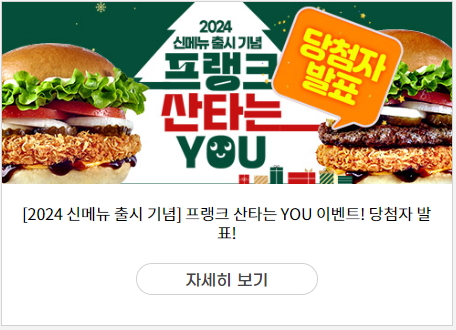 2024
신메뉴 출시 기념
프랭크
산타는
YOU
당첨자
발표
[2024 신메뉴 출시 기념] 프랭크 산타는 YOU 이벤트! 당첨자 발
표!
자세히 보기